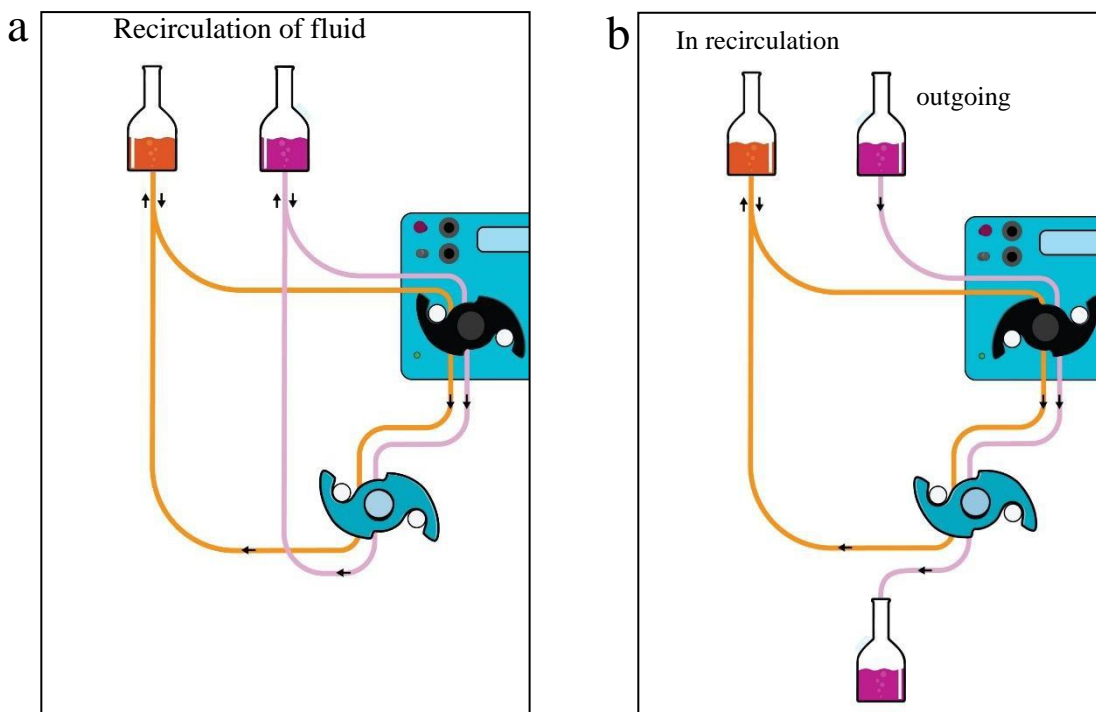 a
Recirculation of fluid
b
In recirculation
outgoing